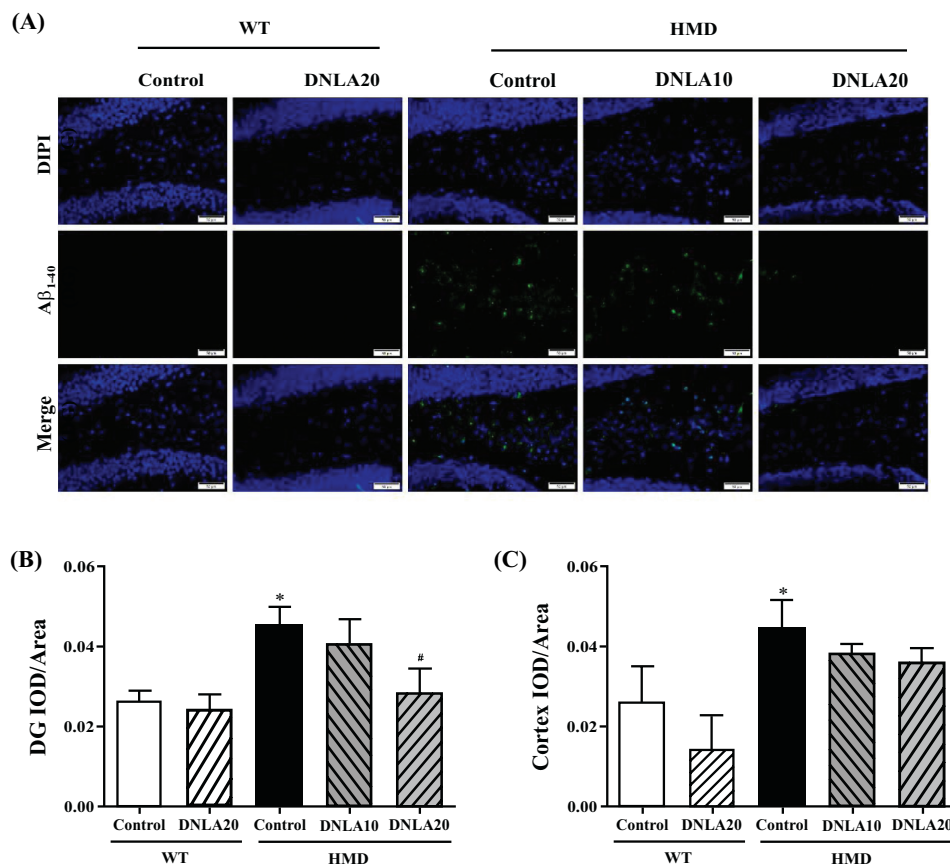 (A)
WT HMD
Control DNLA20 Control DNLA10 DNLA20
DIPI
Aβ1-40
Merge
(B)
0.06
0.04
0.02
0.00
DG IOD/Area
*
#
Control DNLA20 Control DNLA10 DNLA20
WT HMD
(C)
0.06
0.04
0.02
0.00
Cortex IOD/Area
*
Control DNLA20 Control DNLA10 DNLA20
WT HMD